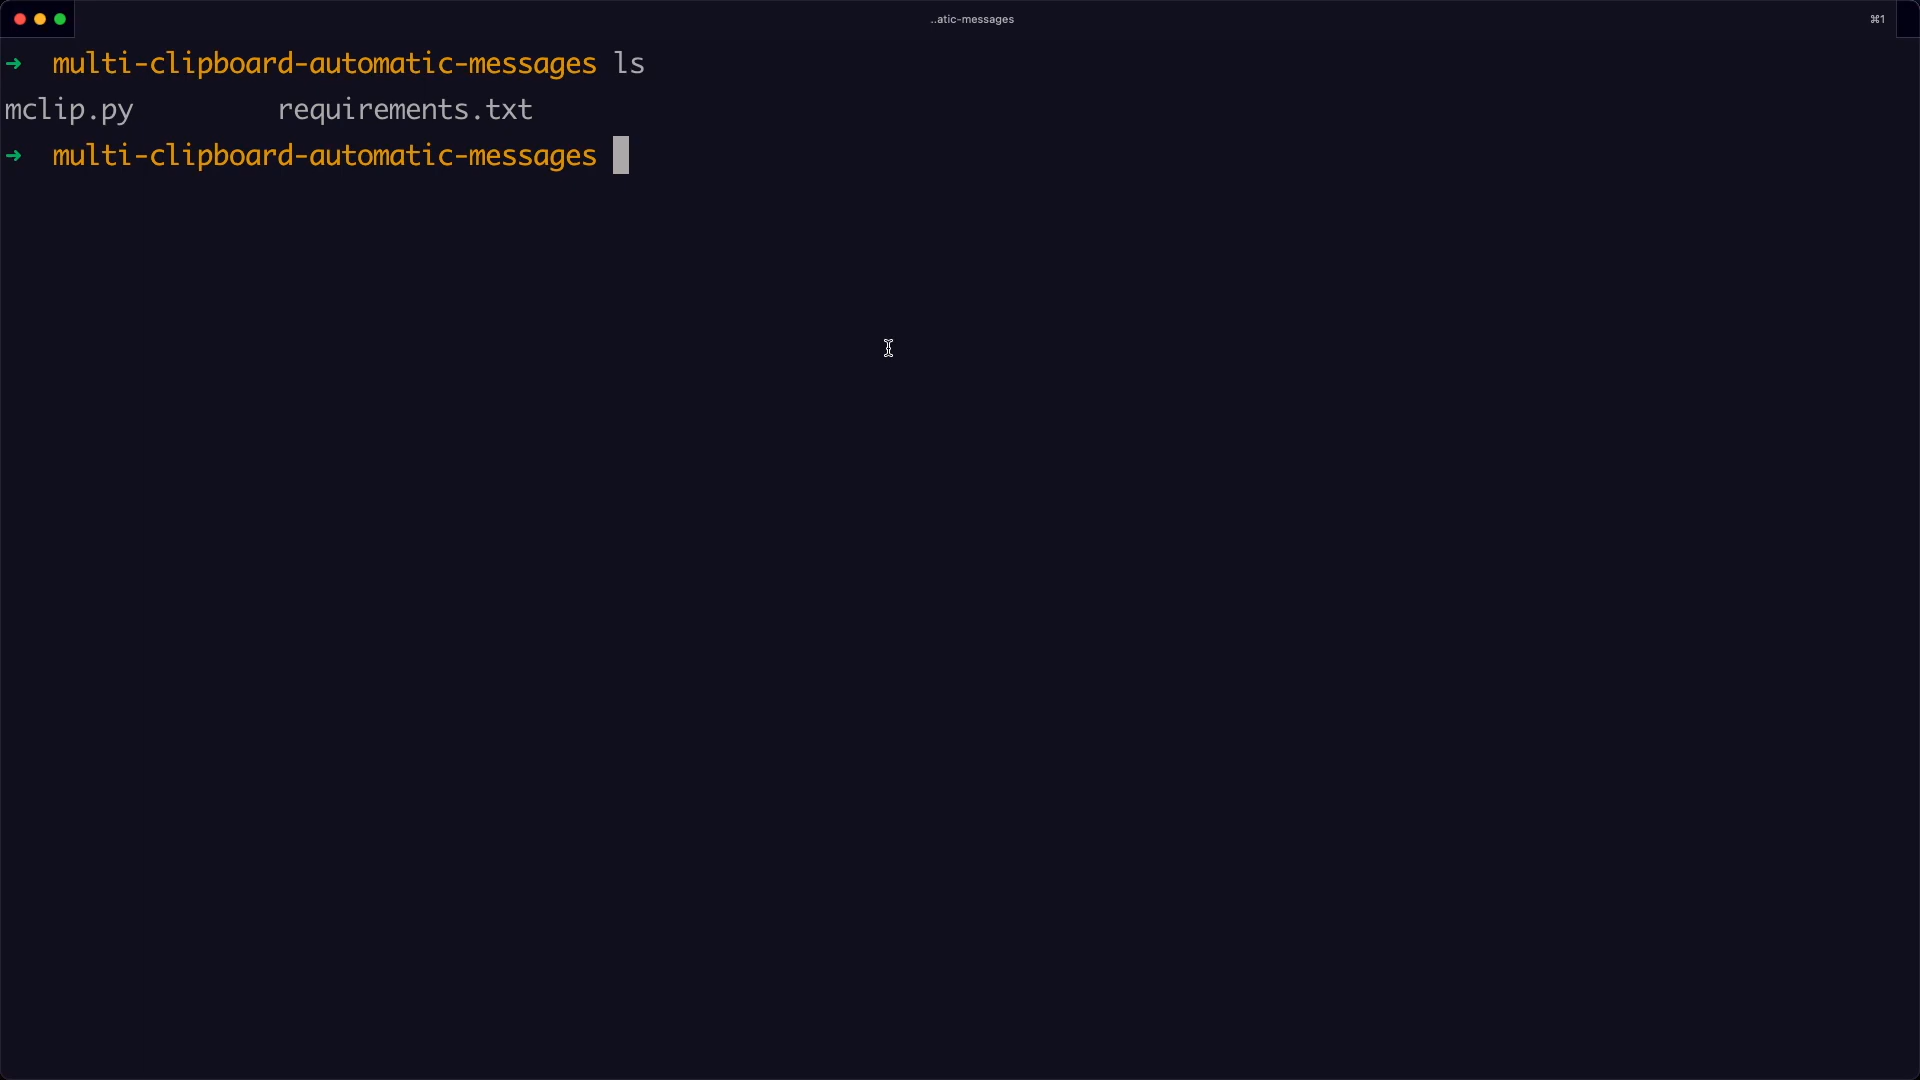 ..atic-messages ⌘1
➜ multi-clipboard-automatic-messages ls
mclip.py requirements.txt
➜ multi-clipboard-automatic-messages